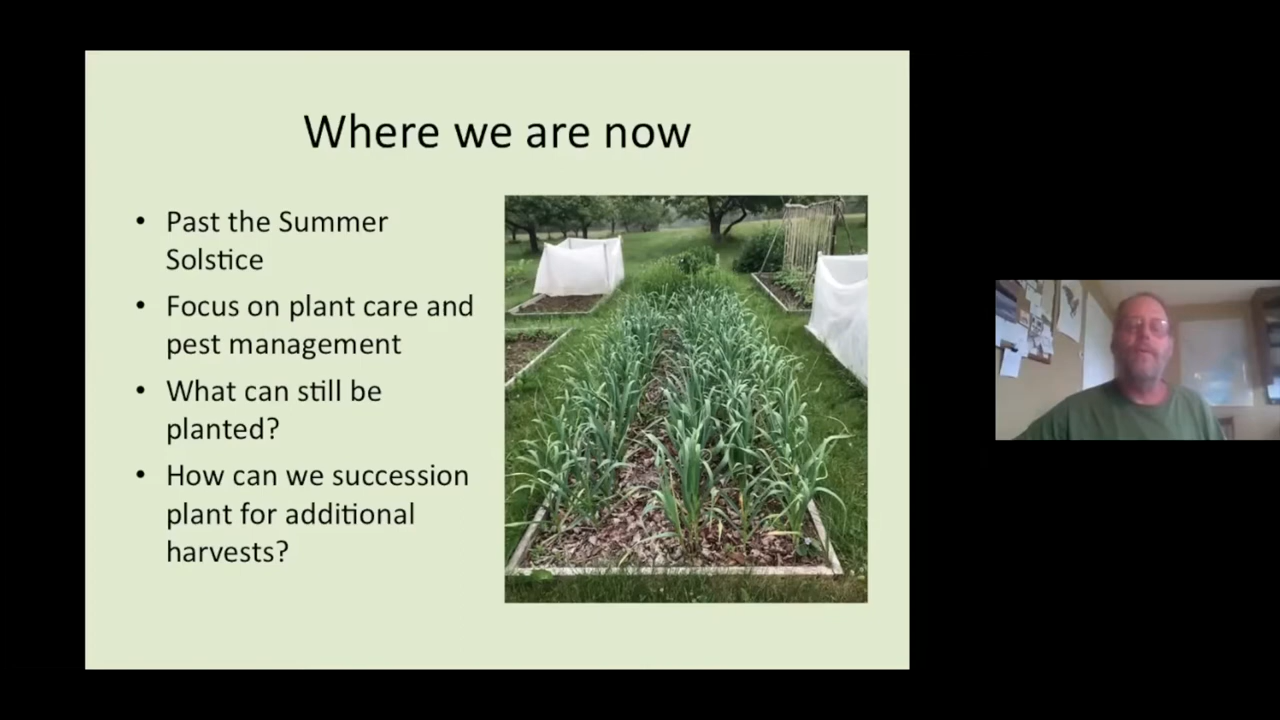 Where we are now
• Past the Summer
Solstice
• Focus on plant care and
pest management
• What can still be
planted?
• How can we succession
plant for additional
harvests?